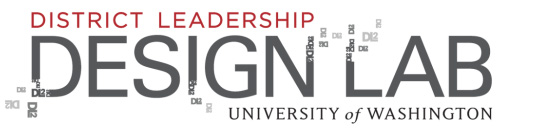 DISTRICT LEADERSHIP
DESIGN LAB
UNIVERSITY of WASHINGTON